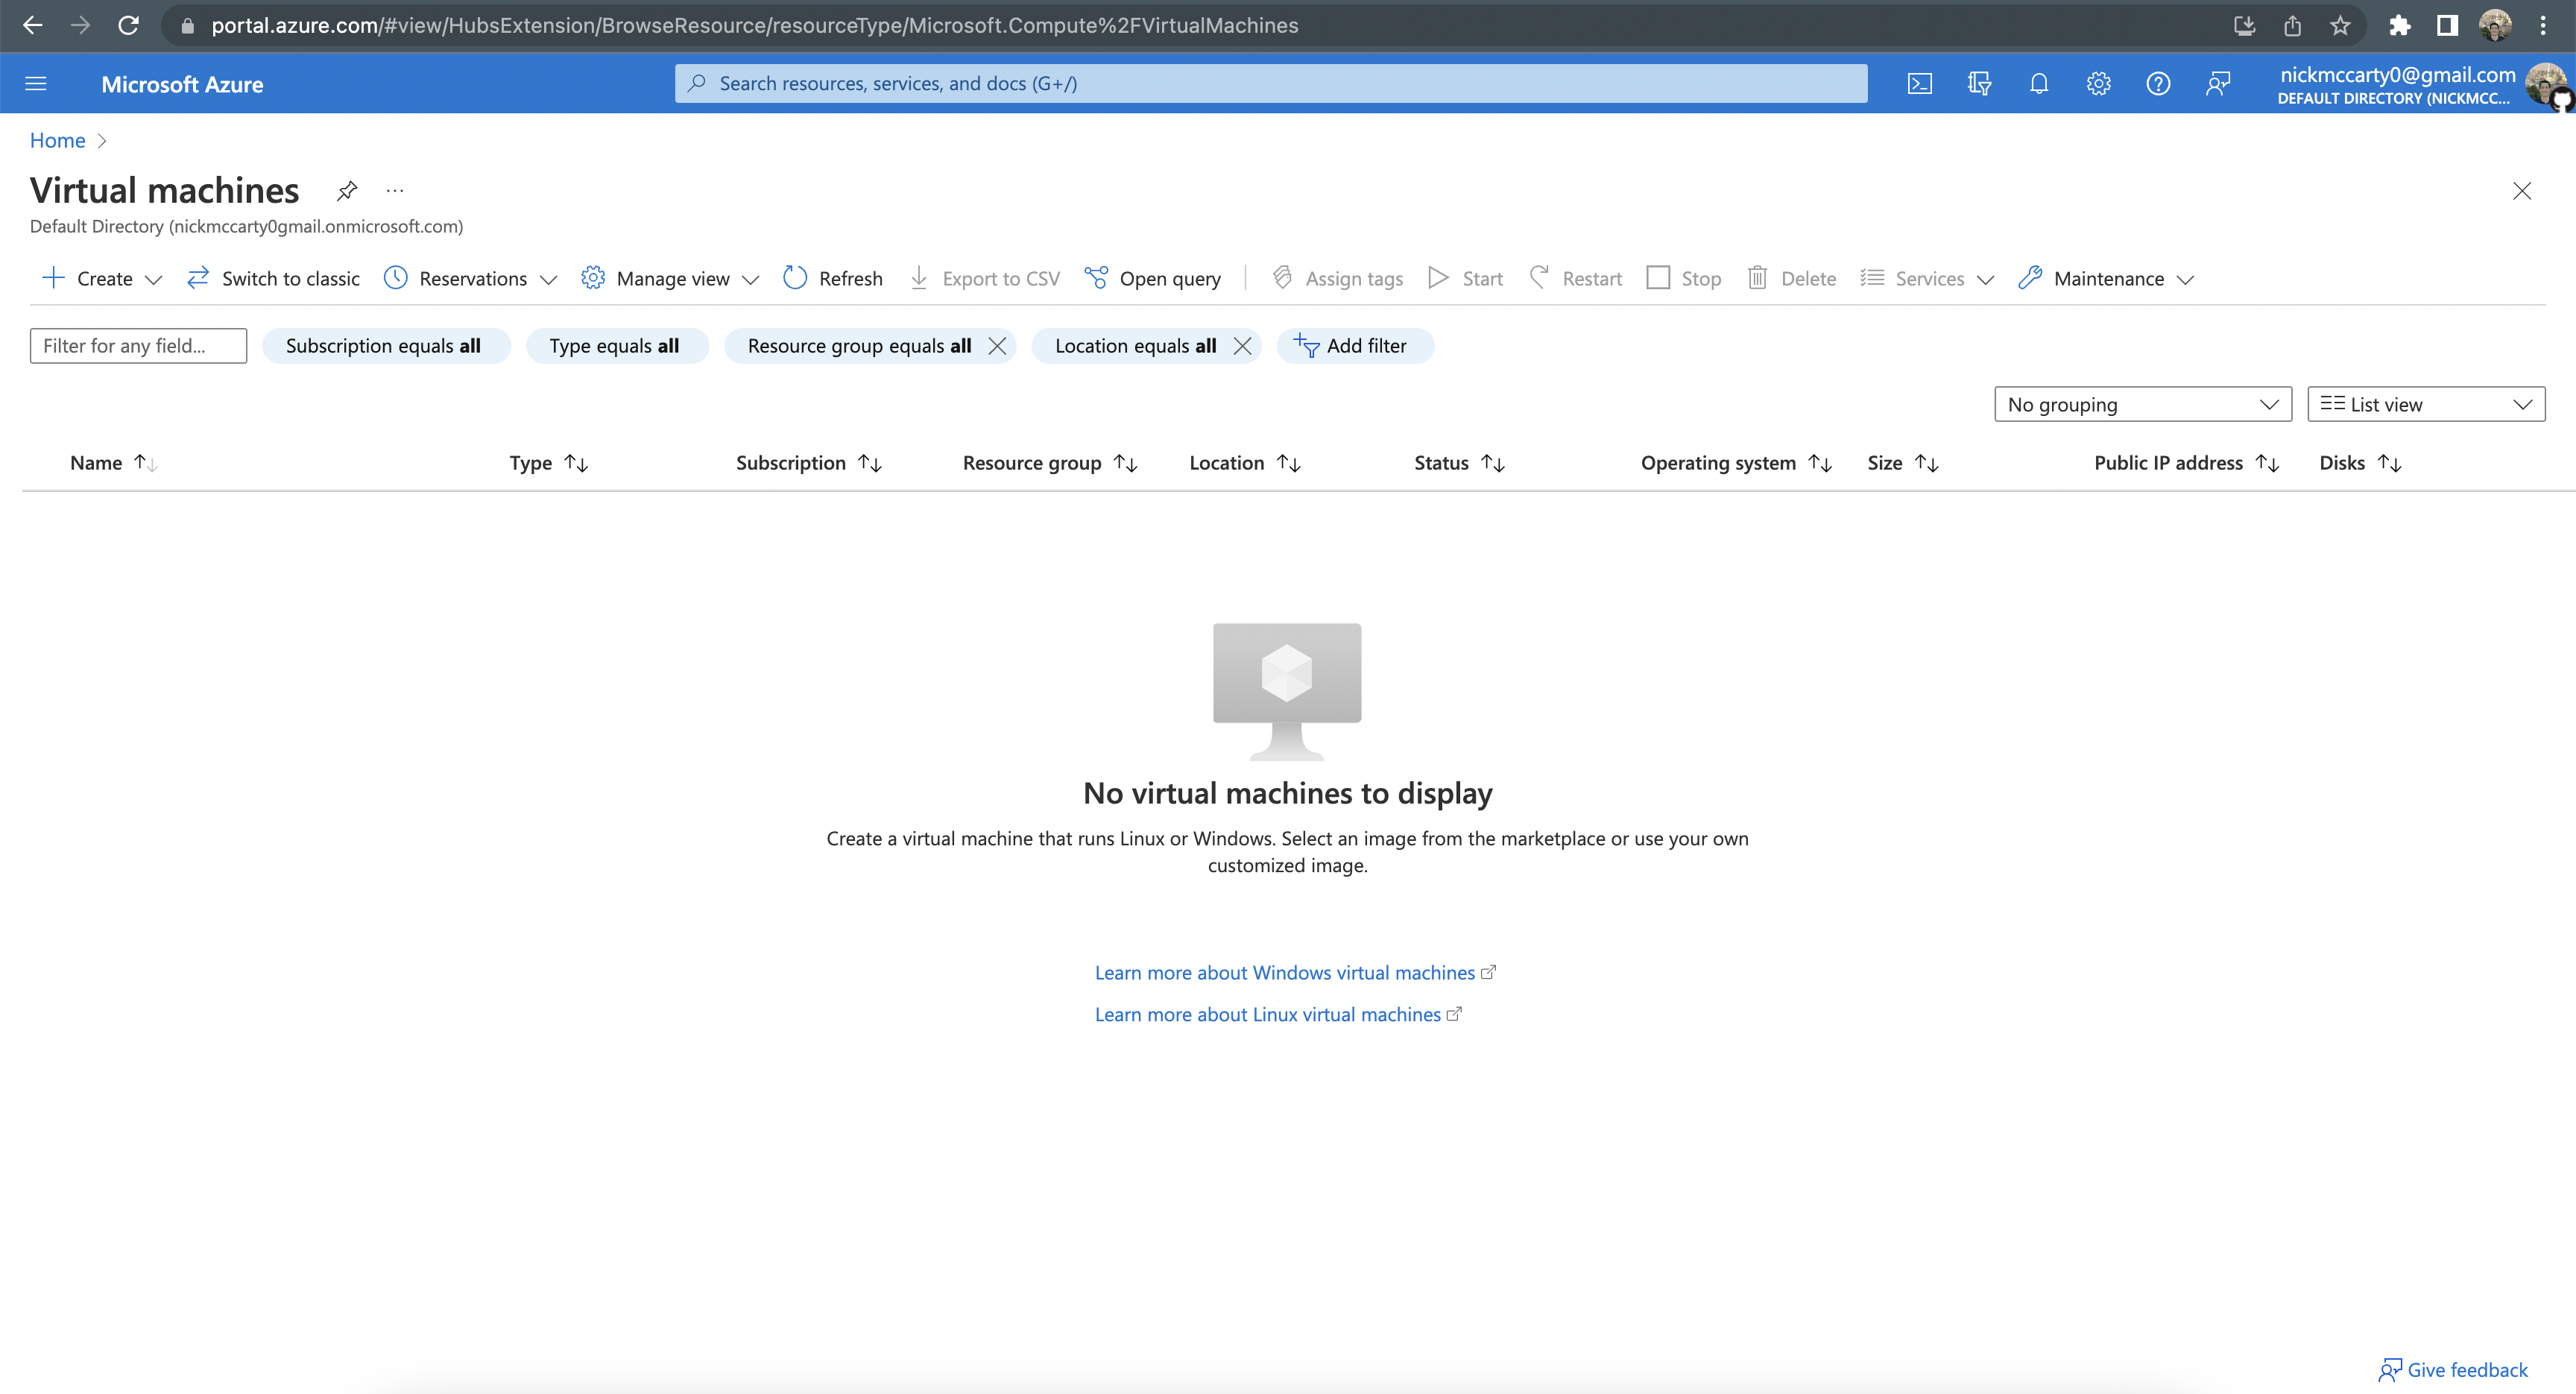 portal.azure.com/#view/HubsExtension/BrowseResource/resourceType/Microsoft.Compute%2FVirtualMachines
Microsoft Azure
Search resources, services, and docs (G+/)
nickmccarty0@gmail.com
DEFAULT DIRECTORY (NICKMCC...
Home
Virtual machines
Default Directory (nickmccarty0gmail.onmicrosoft.com)
Create Switch to classic Reservations Manage view Refresh Export to CSV Open query Assign tags Start Restart Stop Delete Services Maintenance
Filter for any field... Subscription equals all Type equals all Resource group equals all Location equals all Add filter
No grouping List view
Name Type Subscription Resource group Location Status Operating system Size Public IP address Disks
No virtual machines to display
Create a virtual machine that runs Linux or Windows. Select an image from the marketplace or use your own
customized image.
Learn more about Windows virtual machines
Learn more about Linux virtual machines
Give feedback